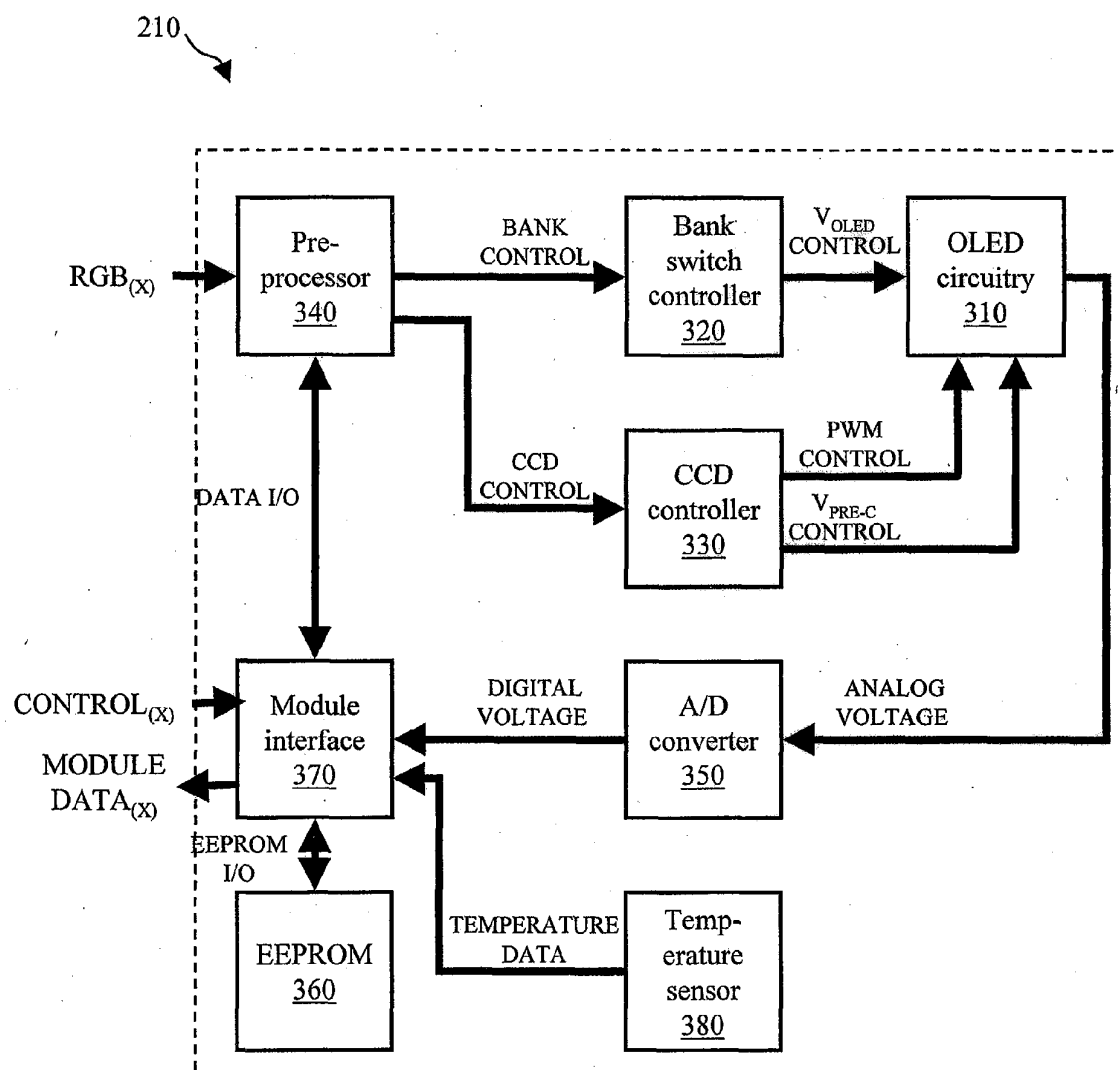 210
RGB(X)
Pre-
processor
340
BANK
CONTROL
Bank
switch
controller
320
VOLED
CONTROL
OLED
circuitry
310
DATA I/O
CCD
CONTROL
CCD
controller
330
PWM
CONTROL
VPRE-C
CONTROL
CONTROL(X)
MODULE
DATA(X)
Module
interface
370
DIGITAL
VOLTAGE
A/D
converter
350
ANALOG
VOLTAGE
EEPROM
I/O
EEPROM
360
TEMPERATURE
DATA
Temp-
erature
sensor
380